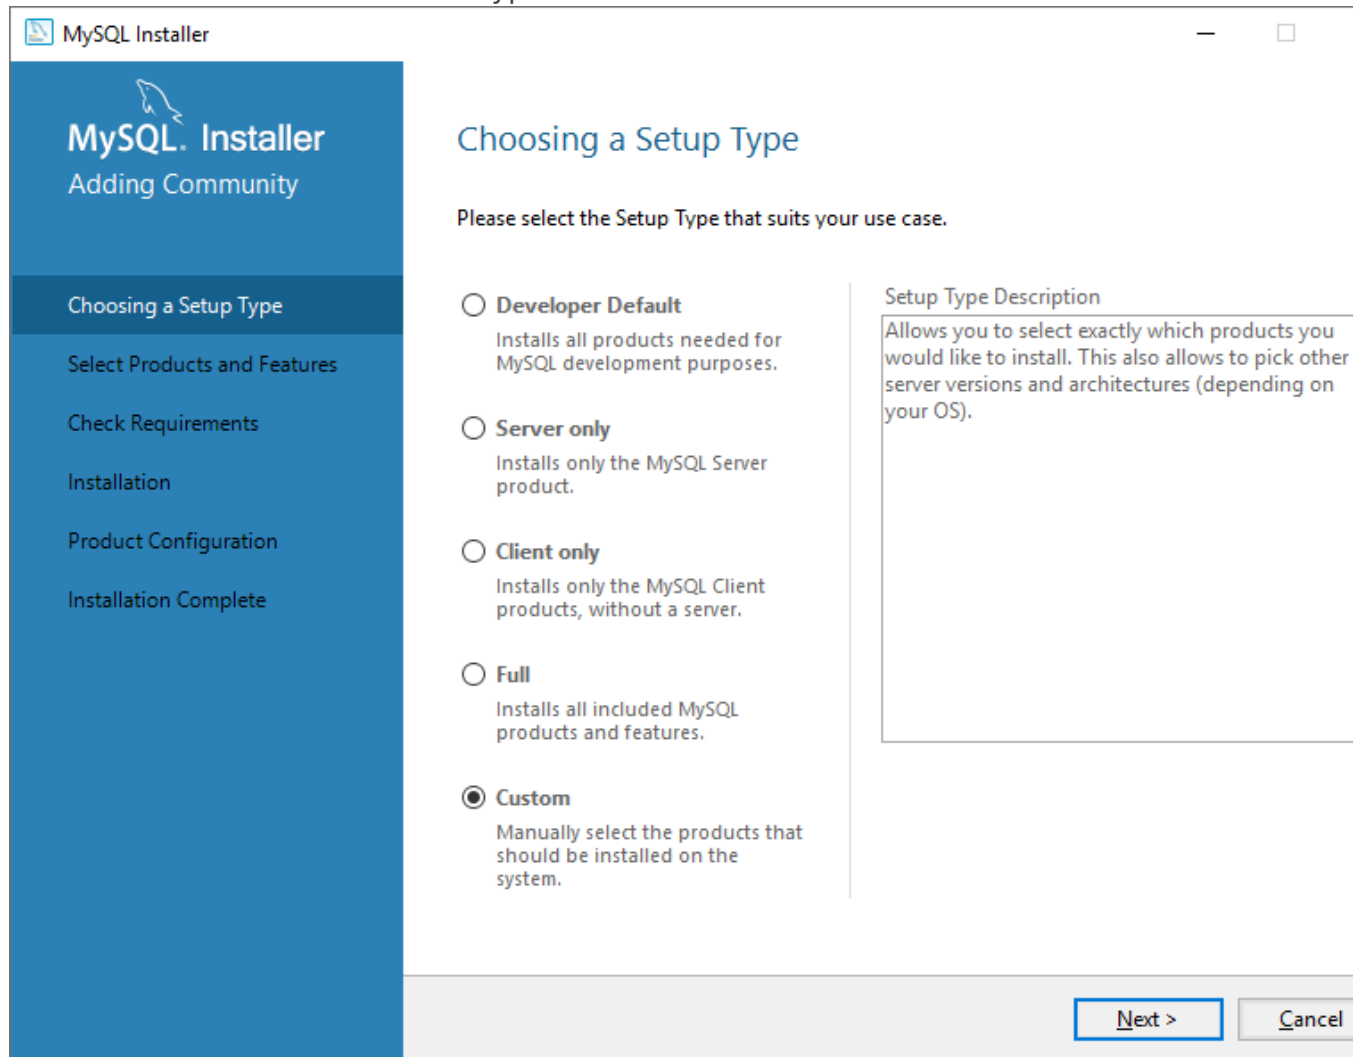 MySQL Installer
MySQL. Installer
Adding Community
Choosing a Setup Type
Select Products and Features
Check Requirements
Installation
Product Configuration
Installation Complete
Choosing a Setup Type
Please select the Setup Type that suits your use case.
Developer Default
Installs all products needed for
MySQL development purposes.
Server only
Installs only the MySQL Server
product.
Client only
Installs only the MySQL Client
products, without a server.
Full
Installs all included MySQL
products and features.
Custom
Manually select the products that
should be installed on the
system.
Setup Type Description
Allows you to select exactly which products you
would like to install. This also allows to pick other
server versions and architectures (depending on
your OS).
Next >
Cancel